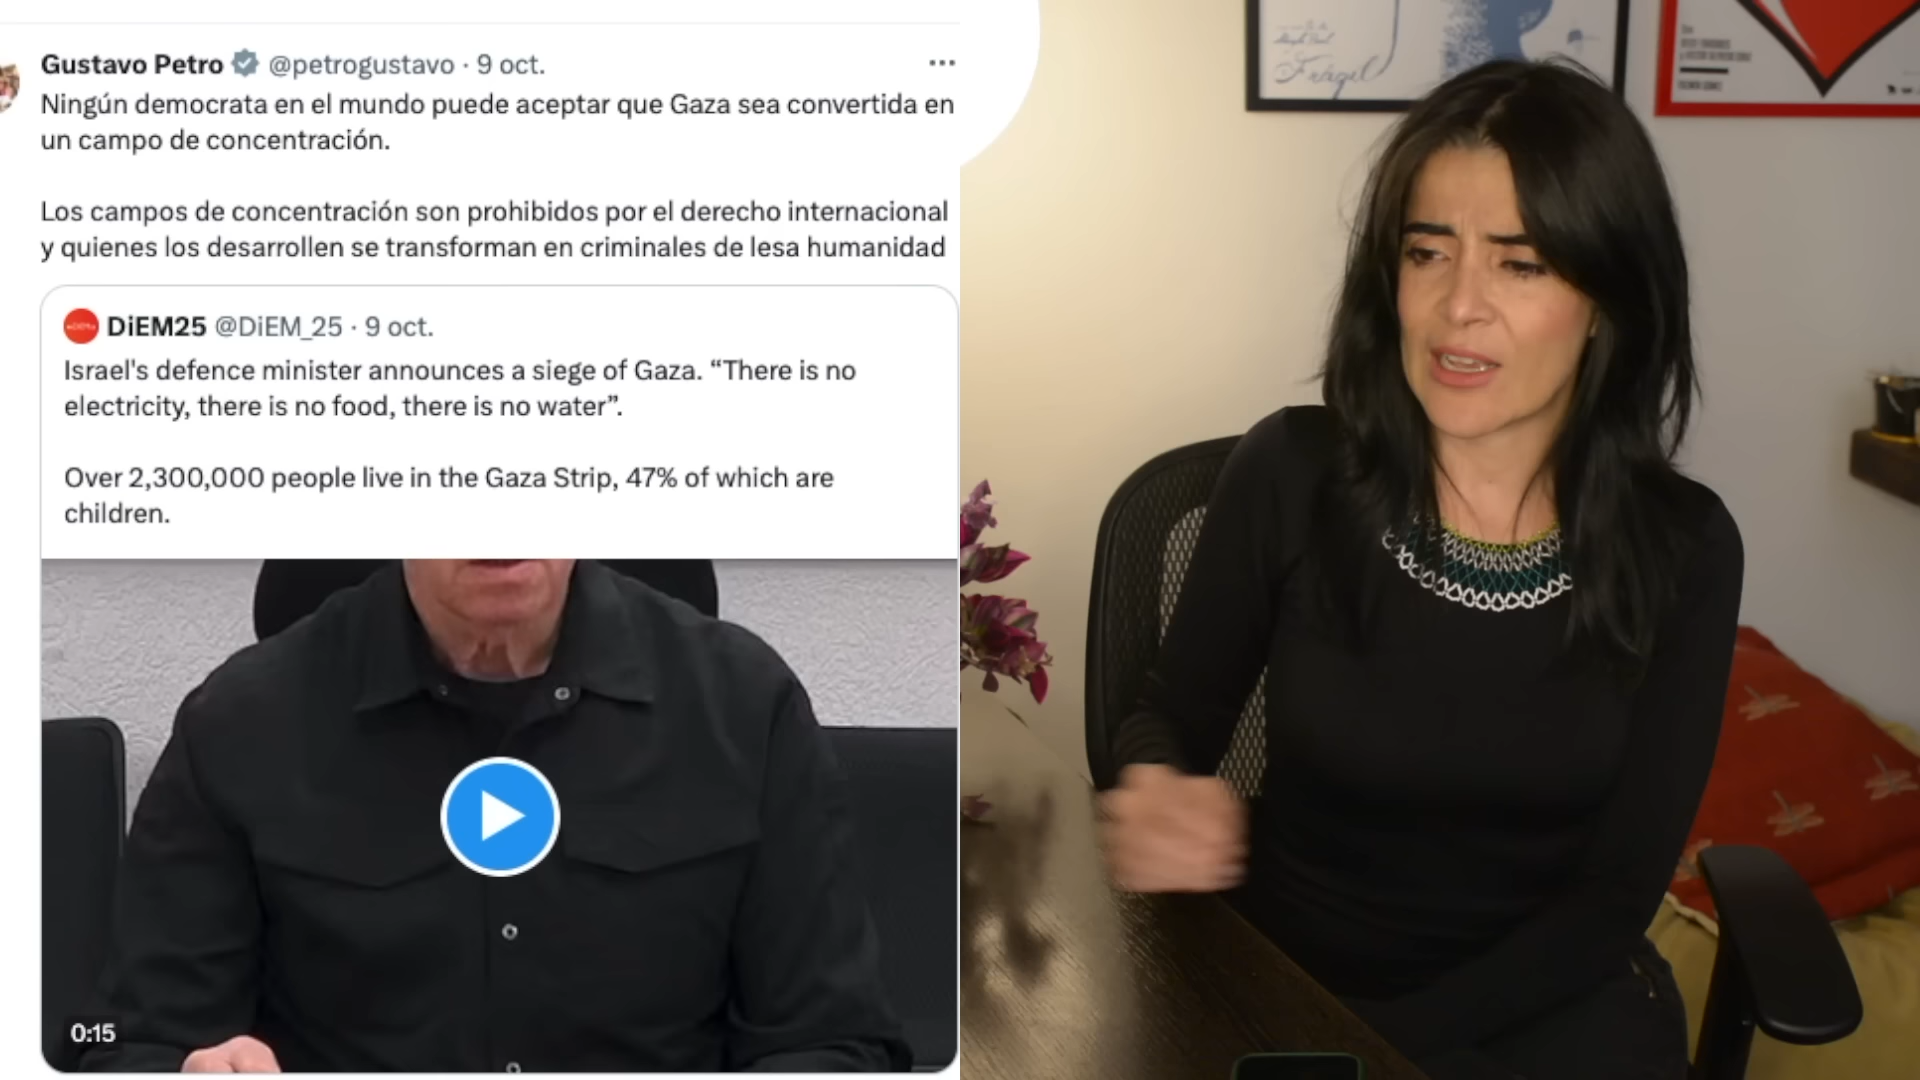 Gustavo Petro @petrogustavo · 9 oct.
Ningún democrata en el mundo puede aceptar que Gaza sea convertida en
un campo de concentración.
Los campos de concentración son prohibidos por el derecho internacional
y quienes los desarrollen se transforman en criminales de lesa humanidad
DiEM25 @DiEM_25 · 9 oct.
Israel's defence minister announces a siege of Gaza. “There is no
electricity, there is no food, there is no water”.
Over 2,300,000 people live in the Gaza Strip, 47% of which are
children.
0:15
Frágil